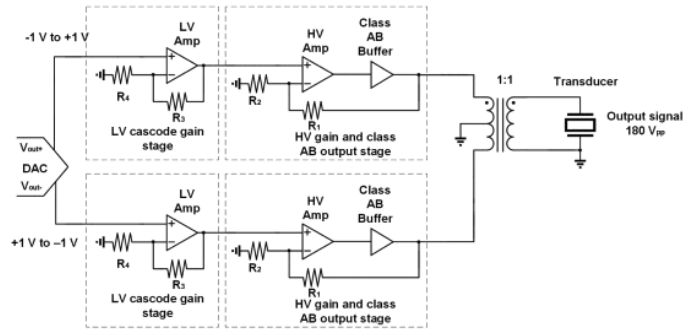 -1 V to +1 V
LV
Amp
R₄
R₃
LV cascode gain
stage
HV
Amp
Class
AB
Buffer
R₂
R₁
HV gain and class
AB output stage
1:1
Transducer
Output signal
180 Vpp
Vout+
DAC
Vout-
+1 V to –1 V
LV
Amp
R₄
R₃
LV cascode gain
stage
HV
Amp
Class
AB
Buffer
R₂
R₁
HV gain and class
AB output stage